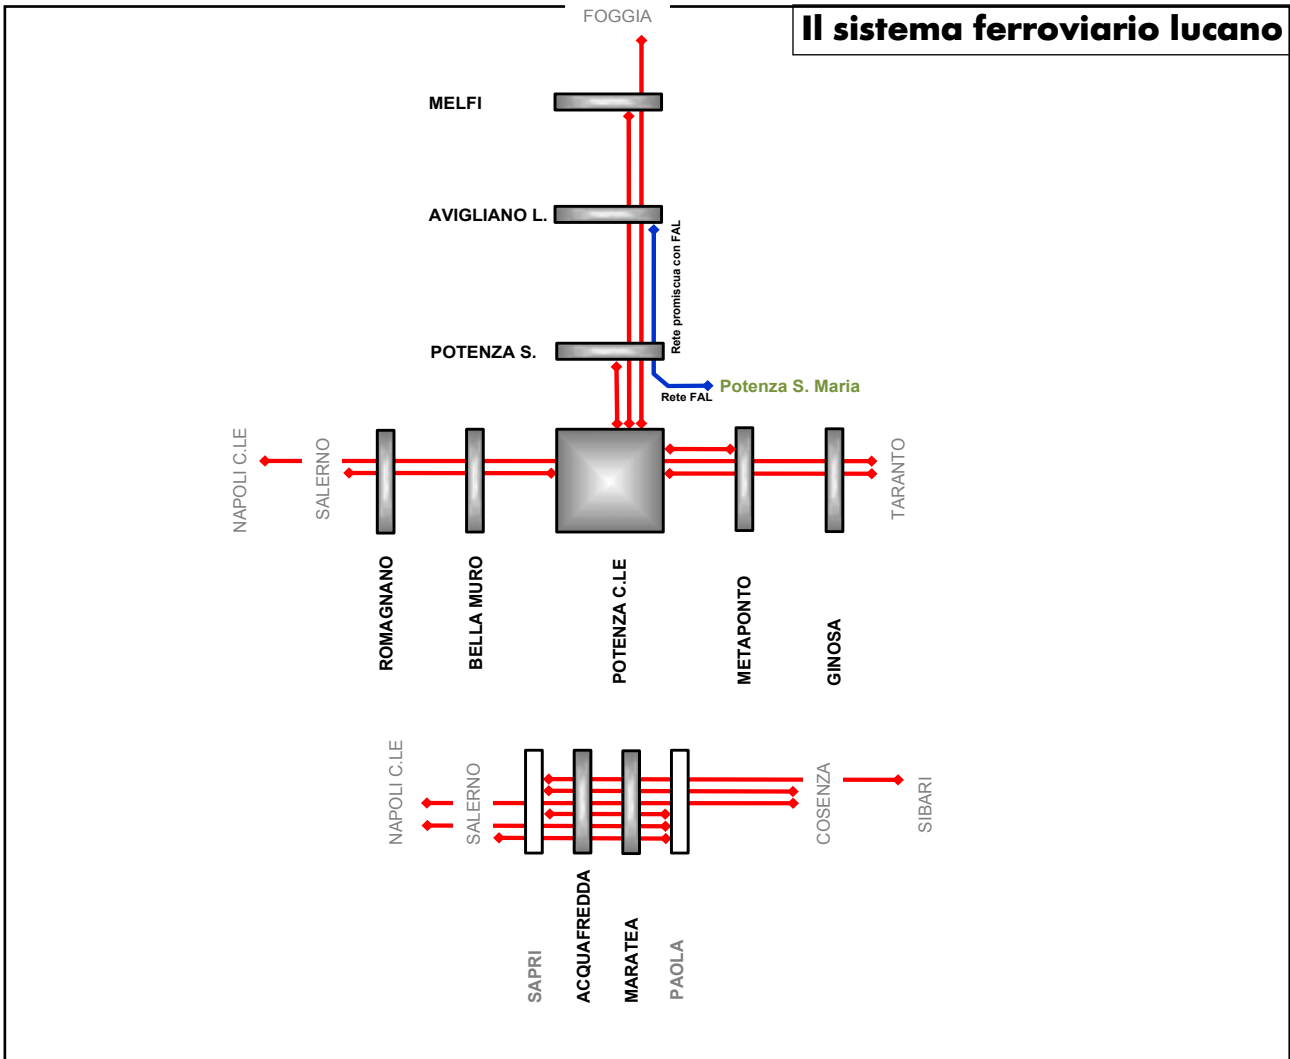 FOGGIA
Il sistema ferroviario lucano
MELFI
AVIGLIANO L.
Rete promiscua con FAL
POTENZA S.
Potenza S. Maria
Rete FAL
NAPOLI C.LE
SALERNO
TARANTO
ROMAGNANO
BELLA MURO
POTENZA C.LE
METAPONTO
GINOSA
NAPOLI C.LE
SALERNO
COSENZA
SIBARI
SAPRI
ACQUAFREDDA
MARATEA
PAOLA